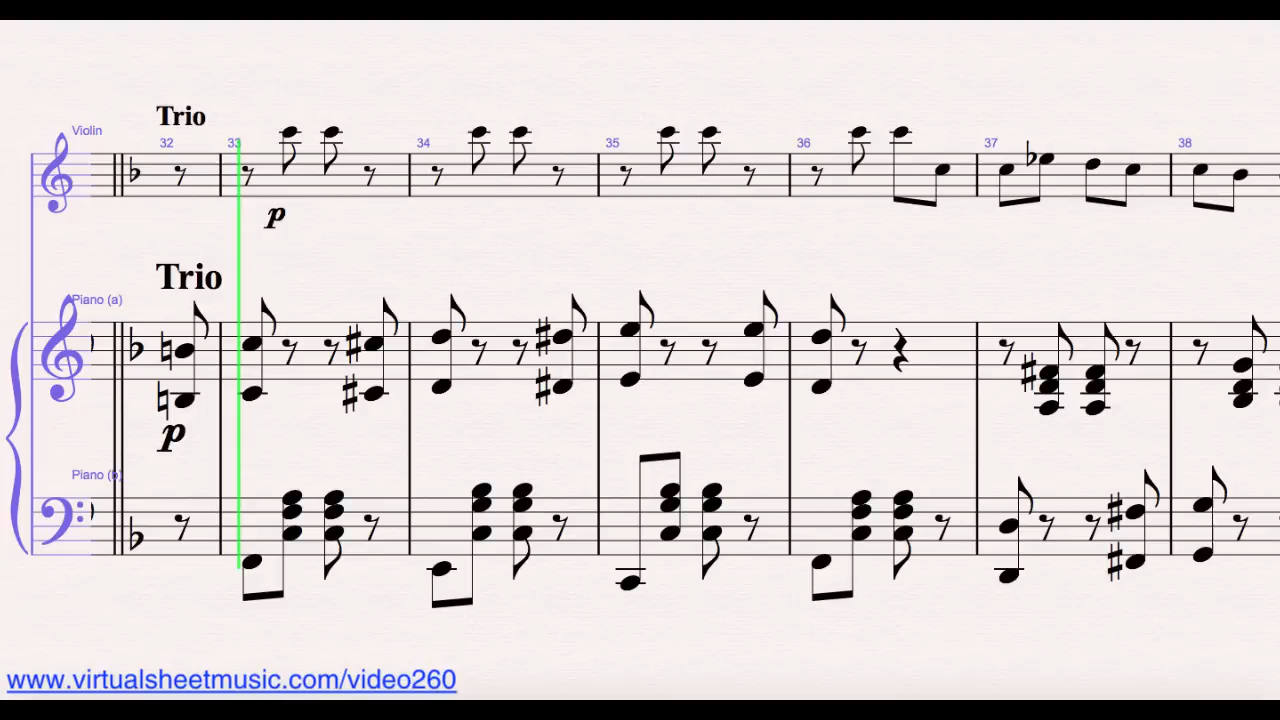 Trio
Violin
32 33 34 35 36 37 38
p
Trio
Piano (a)
p
Piano (b)
www.virtualsheetmusic.com/video260